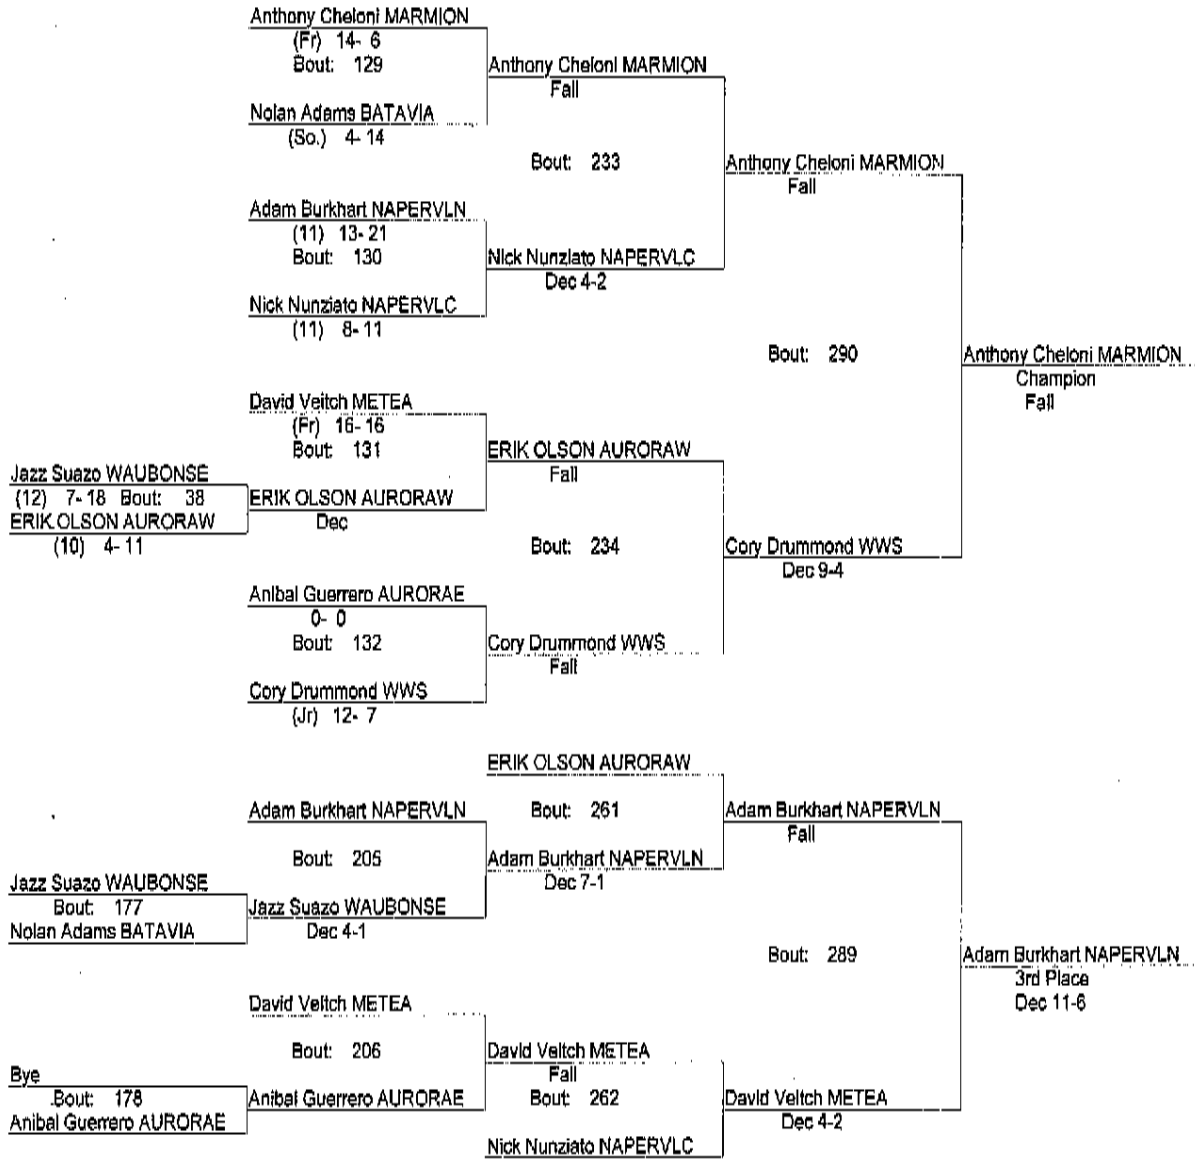 Anthony Cheloni MARMION
(Fr) 14- 6
Bout: 129
Anthony Cheloni MARMION
Fall
Nolan Adams BATAVIA
(So.) 4- 14
Bout: 233
Anthony Cheloni MARMION
Fall
Adam Burkhart NAPERVLN
(11) 13- 21
Bout: 130
Nick Nunziato NAPERVLC
Dec 4-2
Nick Nunziato NAPERVLC
(11) 8- 11
Bout: 290
Anthony Cheloni MARMION
Champion
Fall
David Veitch METEA
(Fr) 16- 16
Bout: 131
ERIK OLSON AURORAW
Fall
Jazz Suazo WAUBONSE
(12) 7- 18 Bout: 38
ERIK OLSON AURORAW
Dec
ERIK OLSON AURORAW
(10) 4- 11
Bout: 234
Cory Drummond WWS
Dec 9-4
Anibal Guerrero AURORAE
0- 0
Bout: 132
Cory Drummond WWS
Fall
Cory Drummond WWS
(Jr) 12- 7
ERIK OLSON AURORAW
Adam Burkhart NAPERVLN
Bout: 261
Adam Burkhart NAPERVLN
Fall
Bout: 205
Adam Burkhart NAPERVLN
Dec 7-1
Jazz Suazo WAUBONSE
Bout: 177
Jazz Suazo WAUBONSE
Dec 4-1
Nolan Adams BATAVIA
Bout: 289
Adam Burkhart NAPERVLN
3rd Place
Dec 11-6
David Veitch METEA
Bout: 206
David Veitch METEA
Fall
Bye
Bout: 178
Anibal Guerrero AURORAE
Bout: 262
David Veitch METEA
Dec 4-2
Anibal Guerrero AURORAE
Nick Nunziato NAPERVLC